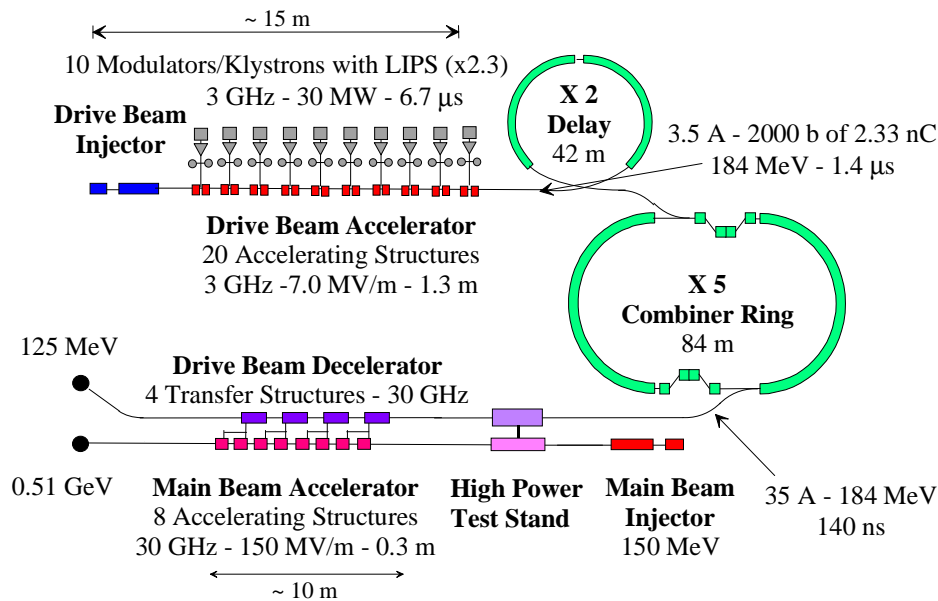 ~ 15 m
10 Modulators/Klystrons with LIPS (x2.3)
3 GHz - 30 MW - 6.7 μs
Drive Beam
Injector
X 2
Delay
42 m
3.5 A - 2000 b of 2.33 nC
184 MeV - 1.4 μs
Drive Beam Accelerator
20 Accelerating Structures
3 GHz -7.0 MV/m - 1.3 m
X 5
Combiner Ring
84 m
125 MeV
Drive Beam Decelerator
4 Transfer Structures - 30 GHz
0.51 GeV
Main Beam Accelerator
8 Accelerating Structures
30 GHz - 150 MV/m - 0.3 m
~ 10 m
High Power
Test Stand
Main Beam
Injector
150 MeV
35 A - 184 MeV
140 ns